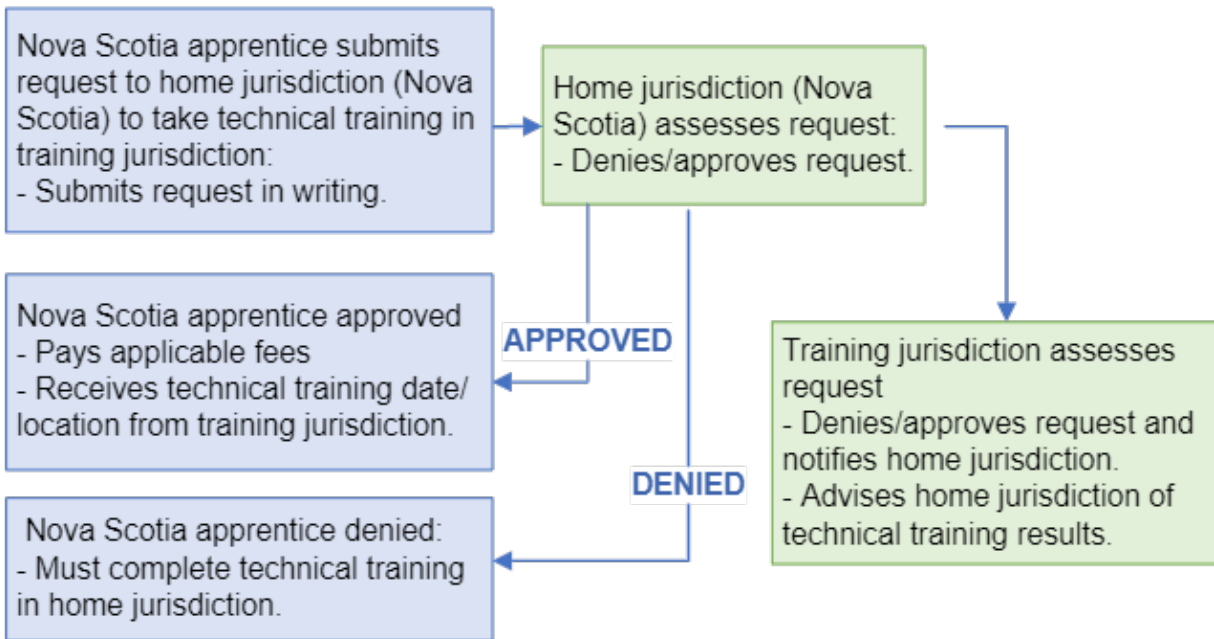 Nova Scotia apprentice submits
request to home jurisdiction (Nova
Scotia) to take technical training in
training jurisdiction:
- Submits request in writing.
Home jurisdiction (Nova
Scotia) assesses request:
- Denies/approves request.
Nova Scotia apprentice approved
- Pays applicable fees
- Receives technical training date/
location from training jurisdiction.
APPROVED
Training jurisdiction assesses
request
- Denies/approves request and
notifies home jurisdiction.
- Advises home jurisdiction of
technical training results.
DENIED
Nova Scotia apprentice denied:
- Must complete technical training
in home jurisdiction.